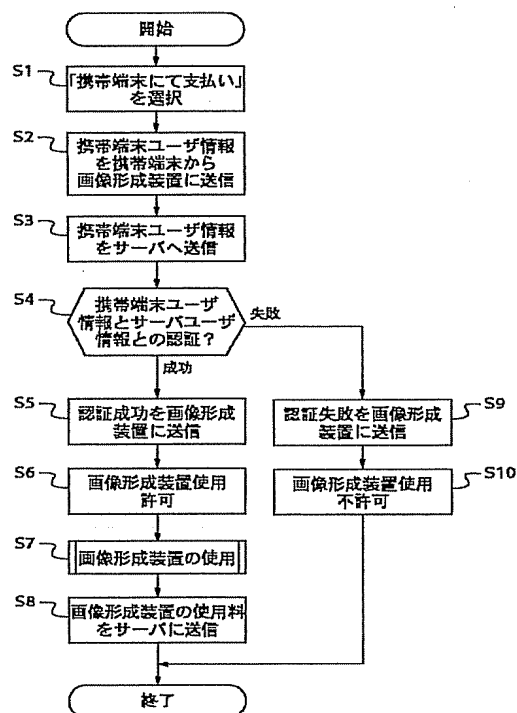 開始
S1
「携帯端末にて支払い」
を選択
S2
携帯端末ユーザ情報
を携帯端末から
画像形成装置に送信
S3
携帯端末ユーザ情報
をサーバへ送信
S4
携帯端末ユーザ
情報とサーバユーザ
情報との認証?
失敗
成功
S5
認証成功を画像形成
装置に送信
S9
認証失敗を画像形成
装置に送信
S6
画像形成装置使用
許可
S10
画像形成装置使用
不許可
S7
画像形成装置の使用
S8
画像形成装置の使用料
をサーバに送信
終了